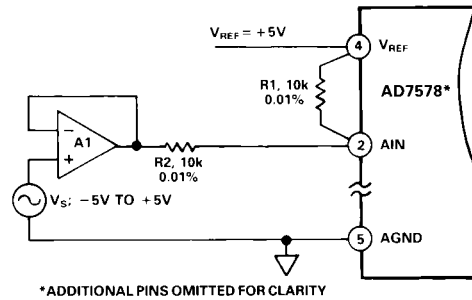 VREF = +5V
4
VREF
R1, 10k
0.01%
AD7578*
A1
−
+
R2, 10k
0.01%
2
AIN
VS; −5V TO +5V
5
AGND
*ADDITIONAL PINS OMITTED FOR CLARITY